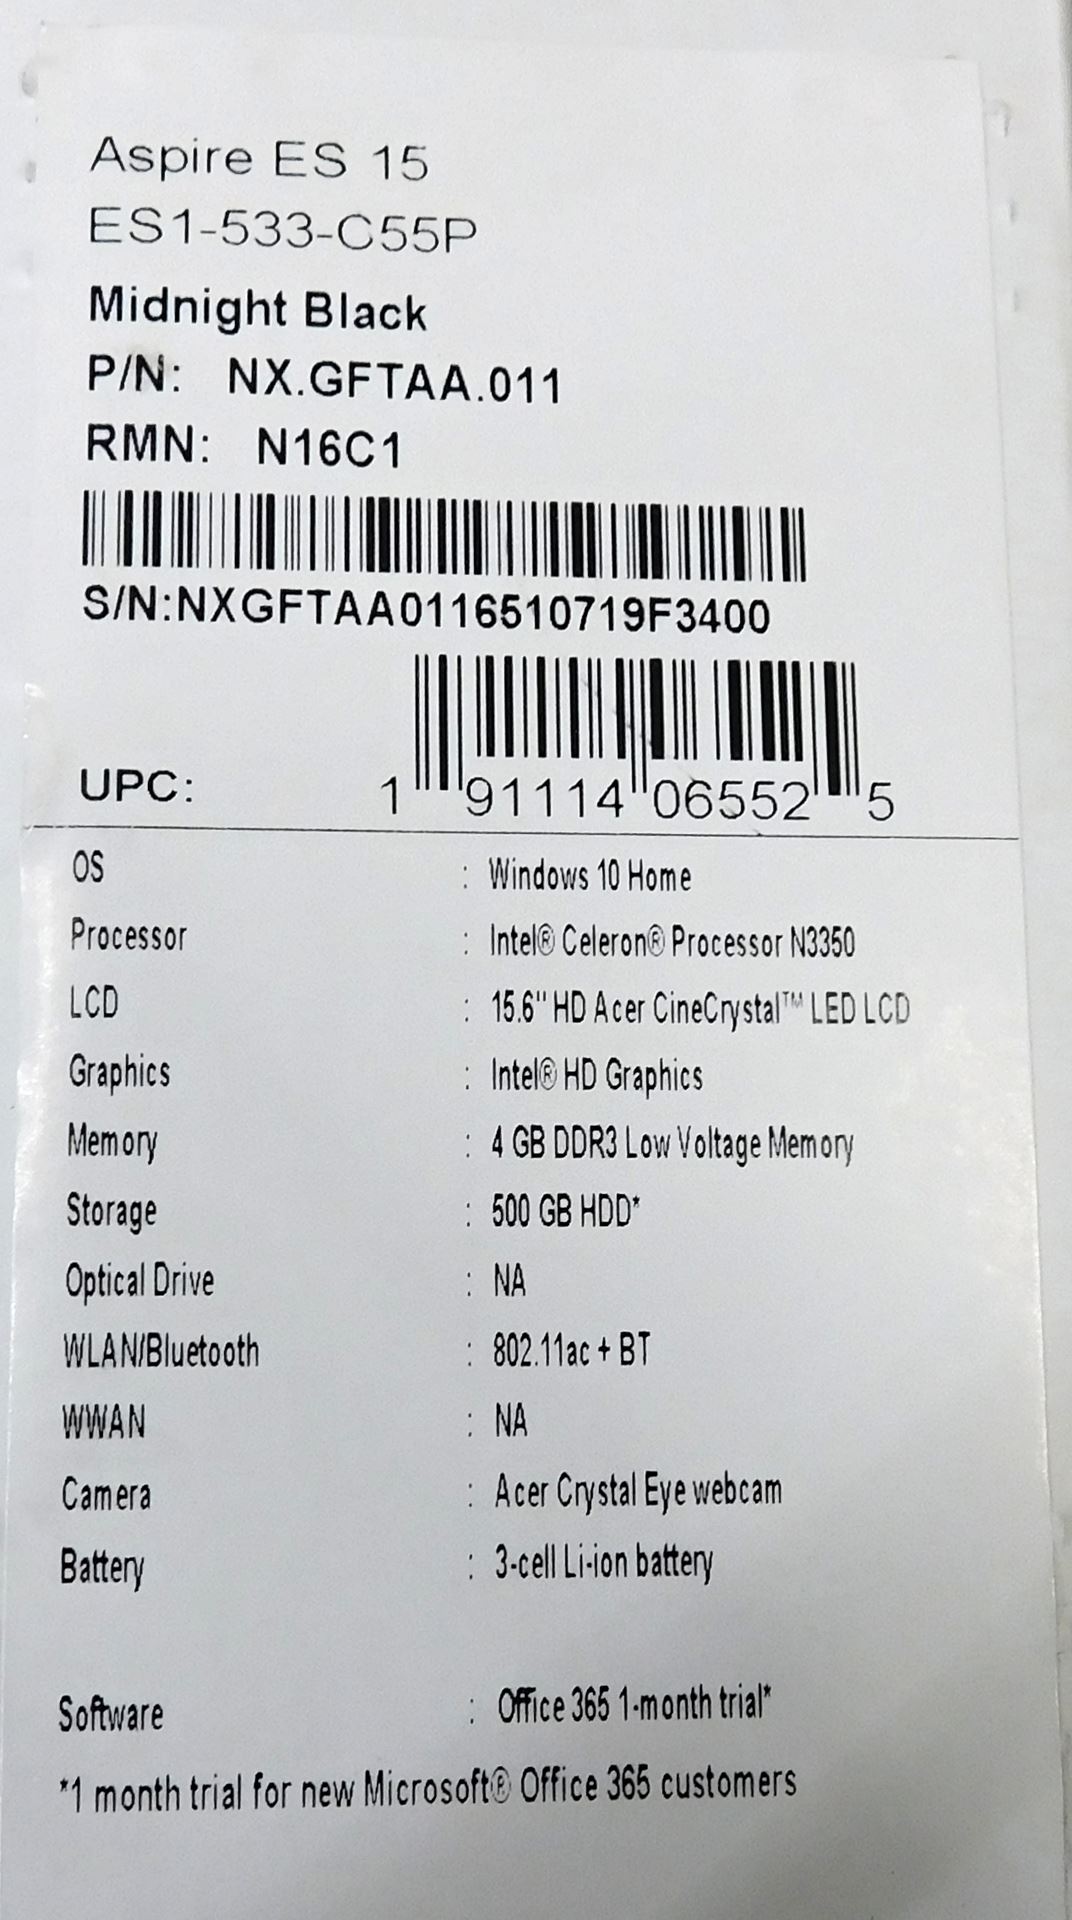 Aspire ES 15
ES1-533-C55P
Midnight Black
P/N: NX.GFTAA.011
RMN: N16C1
S/N:NXGFTAA0116510719F3400
UPC: 1 91114 06552 5
OS : Windows 10 Home
Processor : Intel® Celeron® Processor N3350
LCD : 15.6" HD Acer CineCrystal™ LED LCD
Graphics : Intel® HD Graphics
Memory : 4 GB DDR3 Low Voltage Memory
Storage : 500 GB HDD*
Optical Drive : NA
WLAN/Bluetooth : 802.11ac + BT
WWAN : NA
Camera : Acer Crystal Eye webcam
Battery : 3-cell Li-ion battery
Software : Office 365 1-month trial*
*1 month trial for new Microsoft® Office 365 customers